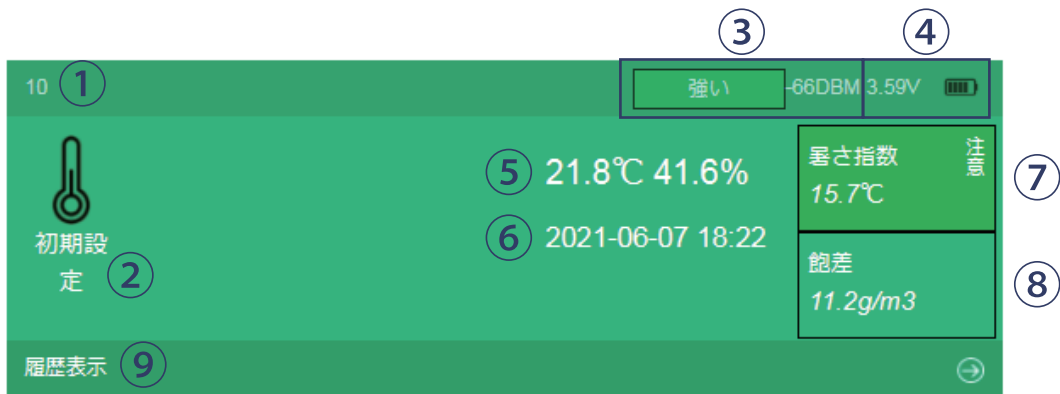 ③ ④
10 ① 強い -66DBM 3.59V
⑤ 21.8℃ 41.6%
⑥ 2021-06-07 18:22
初期設
定 ②
暑さ指数 注意
15.7℃ ⑦
飽差
11.2g/m3 ⑧
履歴表示 ⑨